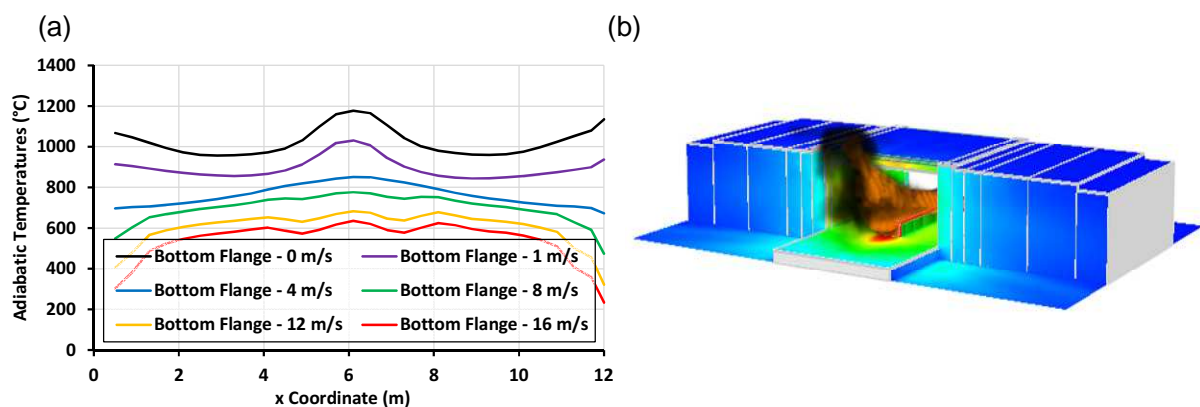 (a)
(b)
1400
1200
1000
800
600
400
200
0
Adiabatic Temperatures (°C)
Bottom Flange - 0 m/s
Bottom Flange - 1 m/s
Bottom Flange - 4 m/s
Bottom Flange - 8 m/s
Bottom Flange - 12 m/s
Bottom Flange - 16 m/s
0 2 4 6 8 10 12
x Coordinate (m)